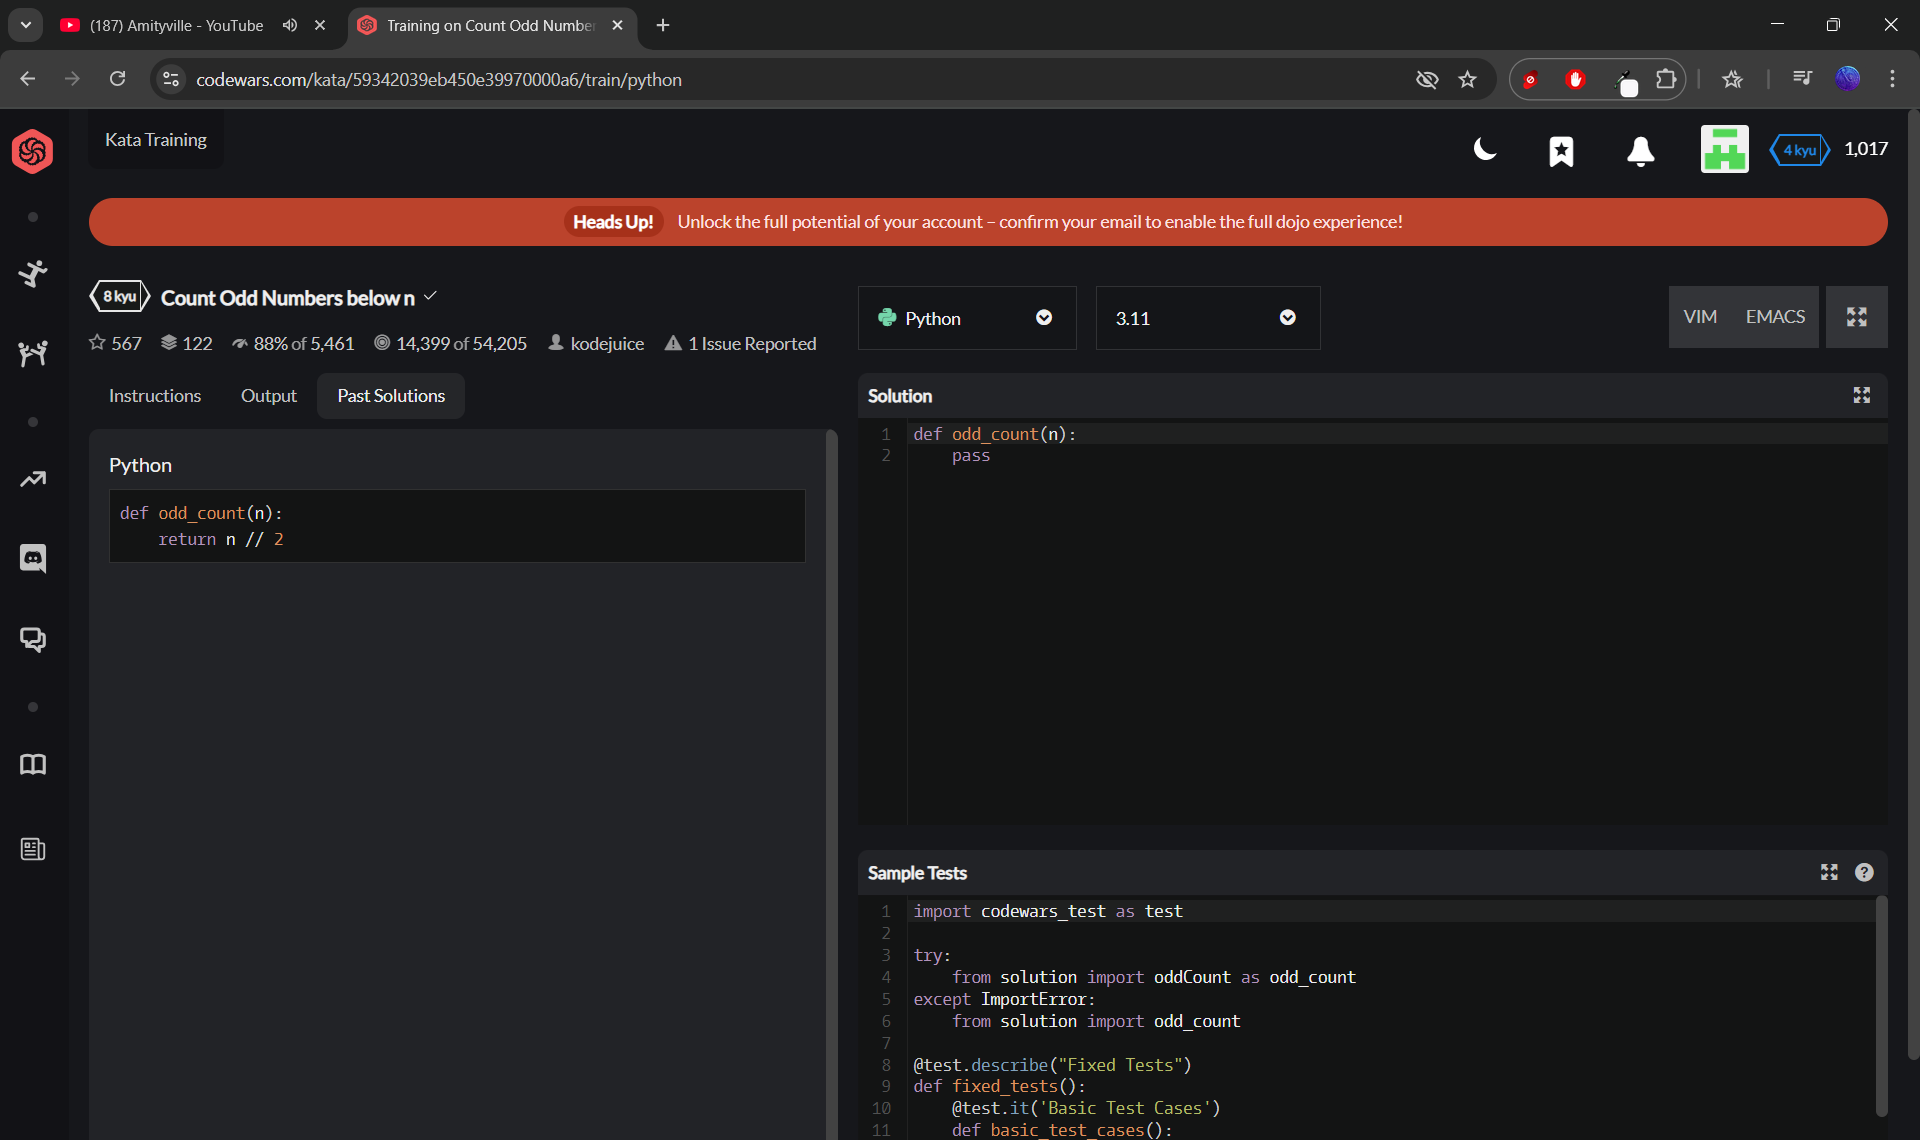 (187) Amityville - YouTube
Training on Count Odd Number
codewars.com/kata/59342039eb450e39970000a6/train/python
Kata Training
4 kyu
1,017
Heads Up! Unlock the full potential of your account – confirm your email to enable the full dojo experience!
8 kyu
Count Odd Numbers below n
567
122
88% of 5,461
14,399 of 54,205
kodejuice
1 Issue Reported
Python
3.11
VIM
EMACS
Instructions
Output
Past Solutions
Python
def odd_count(n):
    return n // 2
Solution
1 def odd_count(n):
2     pass
Sample Tests
1 import codewars_test as test
2
3 try:
4     from solution import oddCount as odd_count
5 except ImportError:
6     from solution import odd_count
7
8 @test.describe("Fixed Tests")
9 def fixed_tests():
10     @test.it('Basic Test Cases')
11     def basic_test_cases():